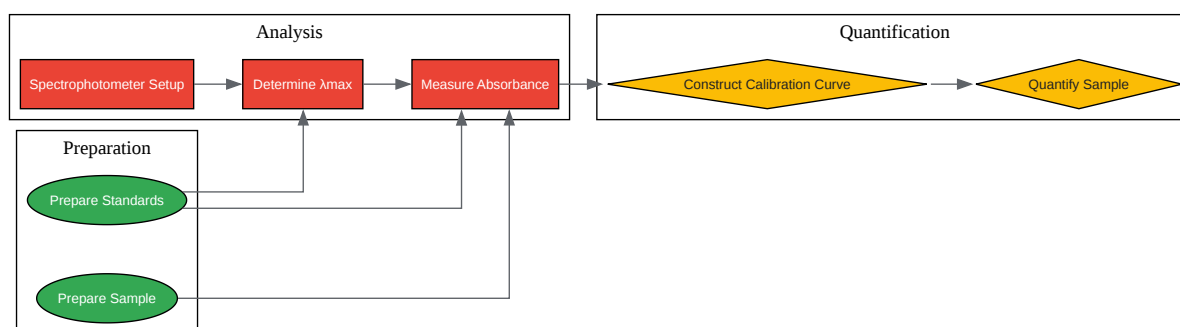 Analysis
Spectrophotometer Setup
Determine λmax
Measure Absorbance
Quantification
Construct Calibration Curve
Quantify Sample
Preparation
Prepare Standards
Prepare Sample